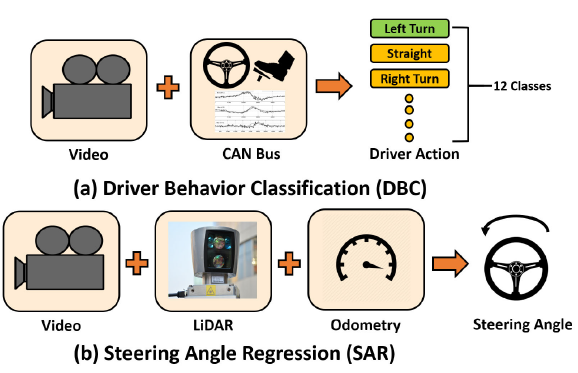 Left Turn
Straight
Right Turn
12 Classes
Video
CAN Bus
Driver Action
(a) Driver Behavior Classification (DBC)
Video
LiDAR
Odometry
Steering Angle
(b) Steering Angle Regression (SAR)